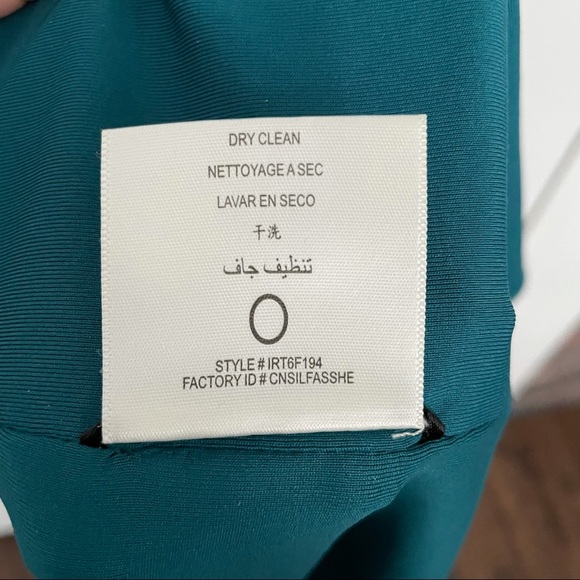 DRY CLEAN
NETTOYAGE A SEC
LAVAR EN SECO
干洗
تنظيف جاف
STYLE # IRT6F194
FACTORY ID # CNSILFASSHE